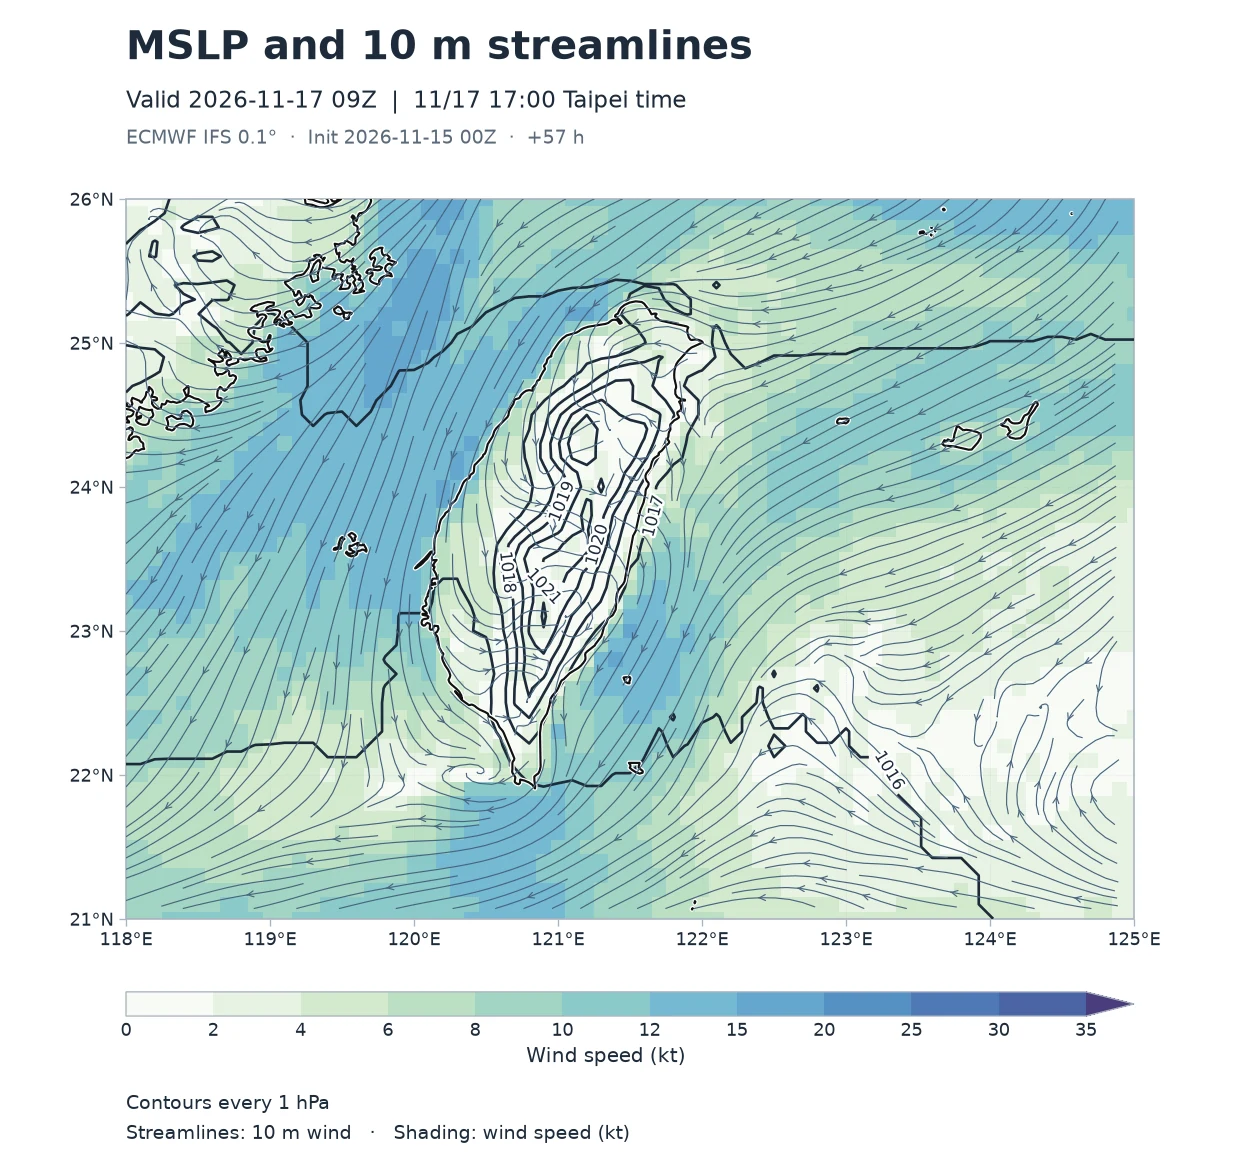 MSLP and 10 m streamlines
Valid 2026-11-17 09Z | 11/17 17:00 Taipei time
ECMWF IFS 0.1° · Init 2026-11-15 00Z · +57 h
26°N
25°N
24°N
23°N
22°N
21°N
1019
1017
1020
1018
1021
1016
118°E 119°E 120°E 121°E 122°E 123°E 124°E 125°E
0 2 4 6 8 10 12 15 20 25 30 35
Wind speed (kt)
Contours every 1 hPa
Streamlines: 10 m wind · Shading: wind speed (kt)